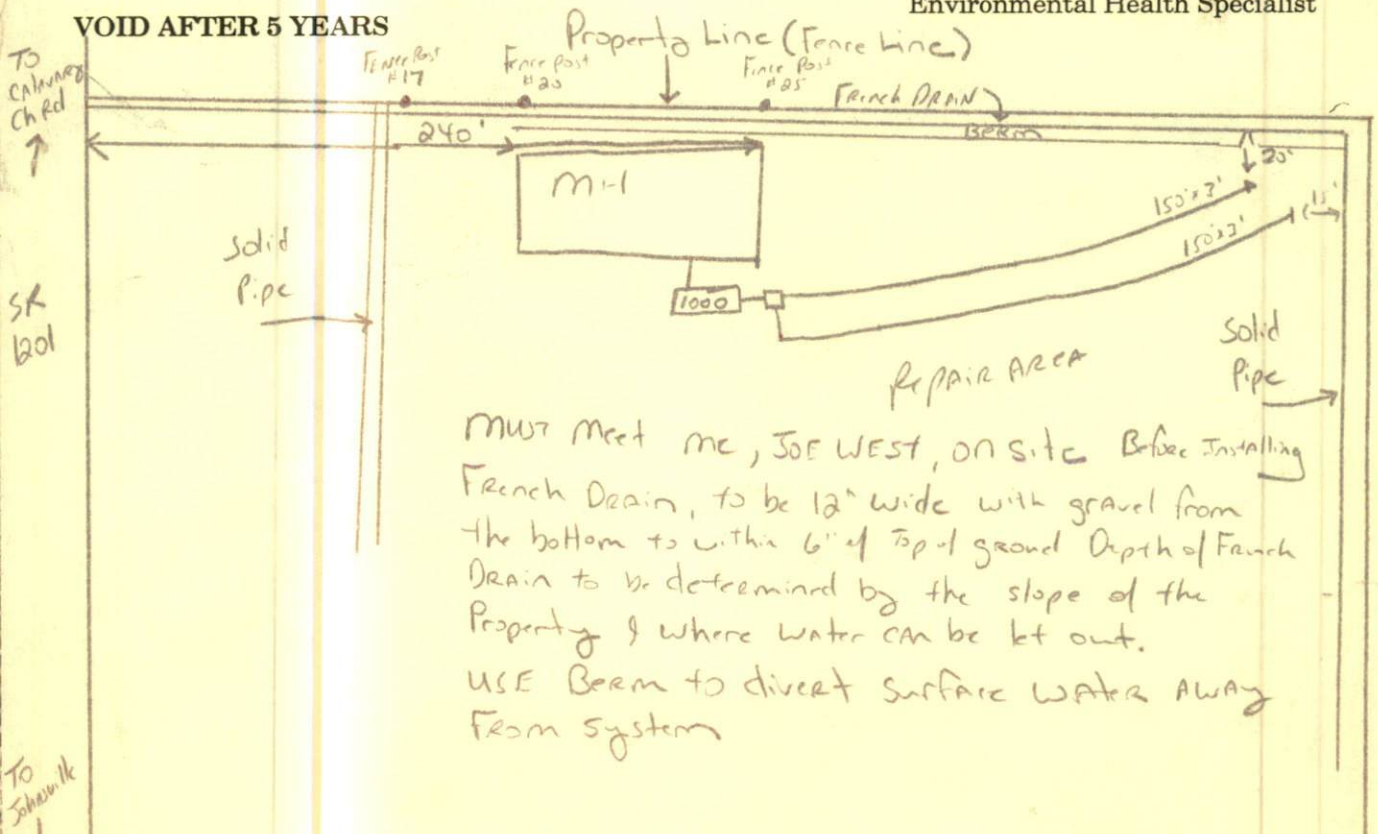 Environmental Health Specialist
VOID AFTER 5 YEARS
Property Line (Fence Line)
TO
CALAVARY
Ch Rd
Fence Post
#17
Fence Post
#20
Fence Post
#25
FRENCH DRAIN
BERM
240'
20'
M-1
150'x3'
15'
150'x3'
Solid
Pipe
1000
SR
1201
Solid
Pipe
REPAIR AREA
MUST Meet me, JOE WEST, ON Site Before Installing
French Drain, to be 12" wide with gravel from
the bottom to within 6" of Top of ground Depth of French
DRAIN to be determined by the slope of the
Property & where water can be let out.
USE Berm to divert surface water AWAY
From system
TO
Johnsville